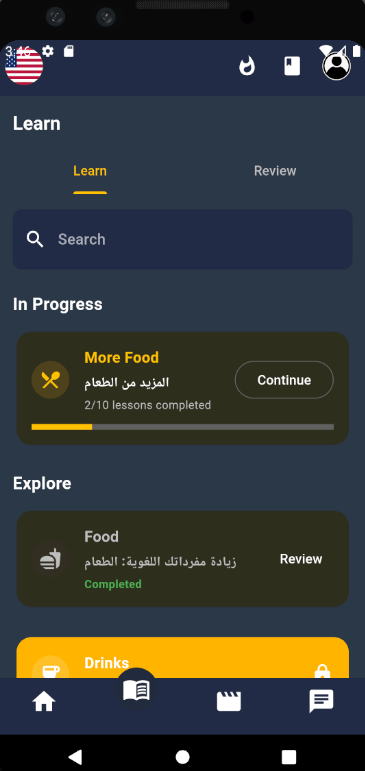 3:46
Learn
Learn
Review
Search
In Progress
More Food
المزيد من الطعام
2/10 lessons completed
Continue
Explore
Food
زيادة مفرداتك اللغوية: الطعام
Completed
Review
Drinks